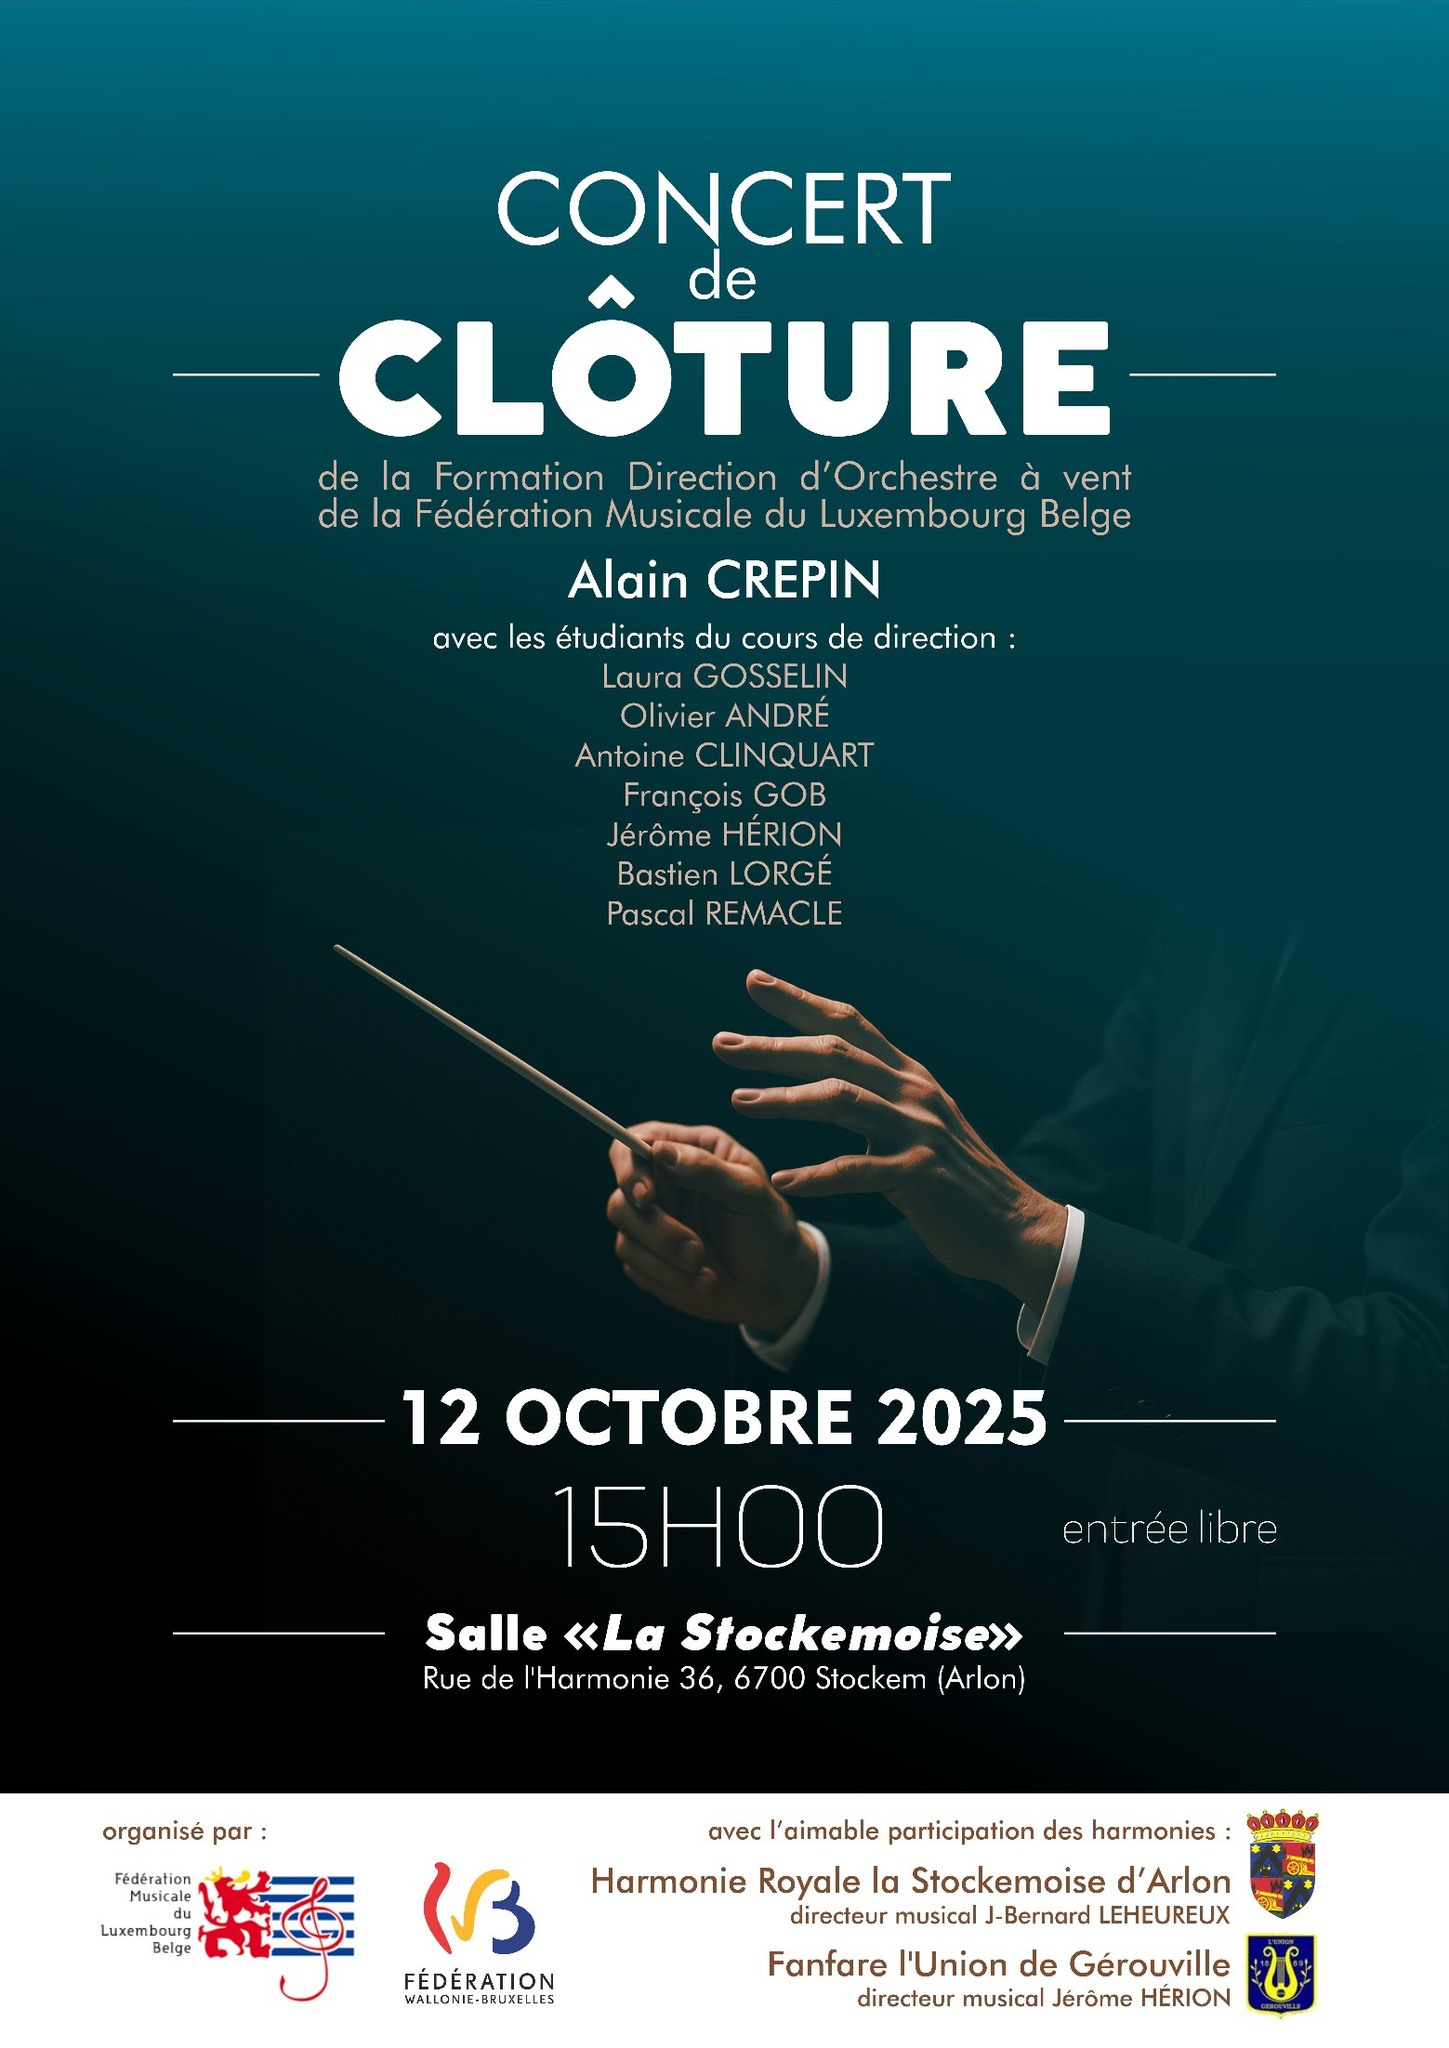 CONCERT
de
CLÔTURE
de la Formation Direction d’Orchestre à vent
de la Fédération Musicale du Luxembourg Belge
Alain CREPIN
avec les étudiants du cours de direction :
Laura GOSSELIN
Olivier ANDRÉ
Antoine CLINQUART
François GOB
Jérôme HÉRION
Bastien LORGÉ
Pascal REMACLE
12 OCTOBRE 2025
15H00
entrée libre
Salle «La Stockemoise»
Rue de l'Harmonie 36, 6700 Stockem (Arlon)
organisé par :
Fédération
Musicale
du
Luxembourg
Belge
FÉDÉRATION
WALLONIE-BRUXELLES
avec l’aimable participation des harmonies :
Harmonie Royale la Stockemoise d’Arlon
directeur musical J-Bernard LEHEUREUX
Fanfare l'Union de Gérouville
directeur musical Jérôme HÉRION
L'UNION
18 69
GEROUVILLE